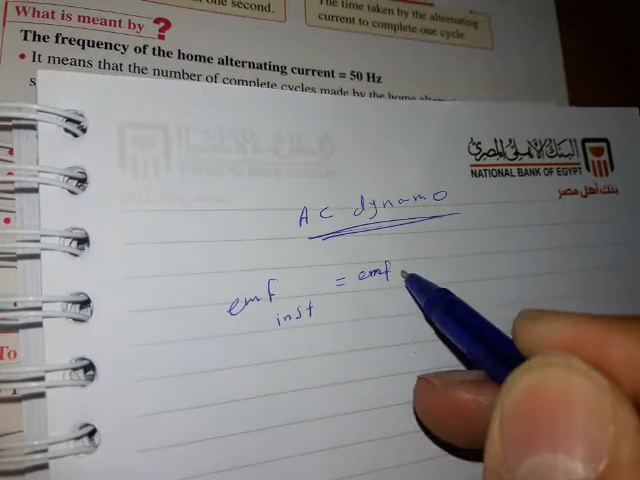 one second.
The time taken by the alternating
current to complete one cycle
What is meant by ?
The frequency of the home alternating current = 50 Hz
• It means that the number of complete cycles made by the home
البنك الأهلي المصري
NATIONAL BANK OF EGYPT
بنك أهل مصر
AC dynamo
emf inst = emf
To